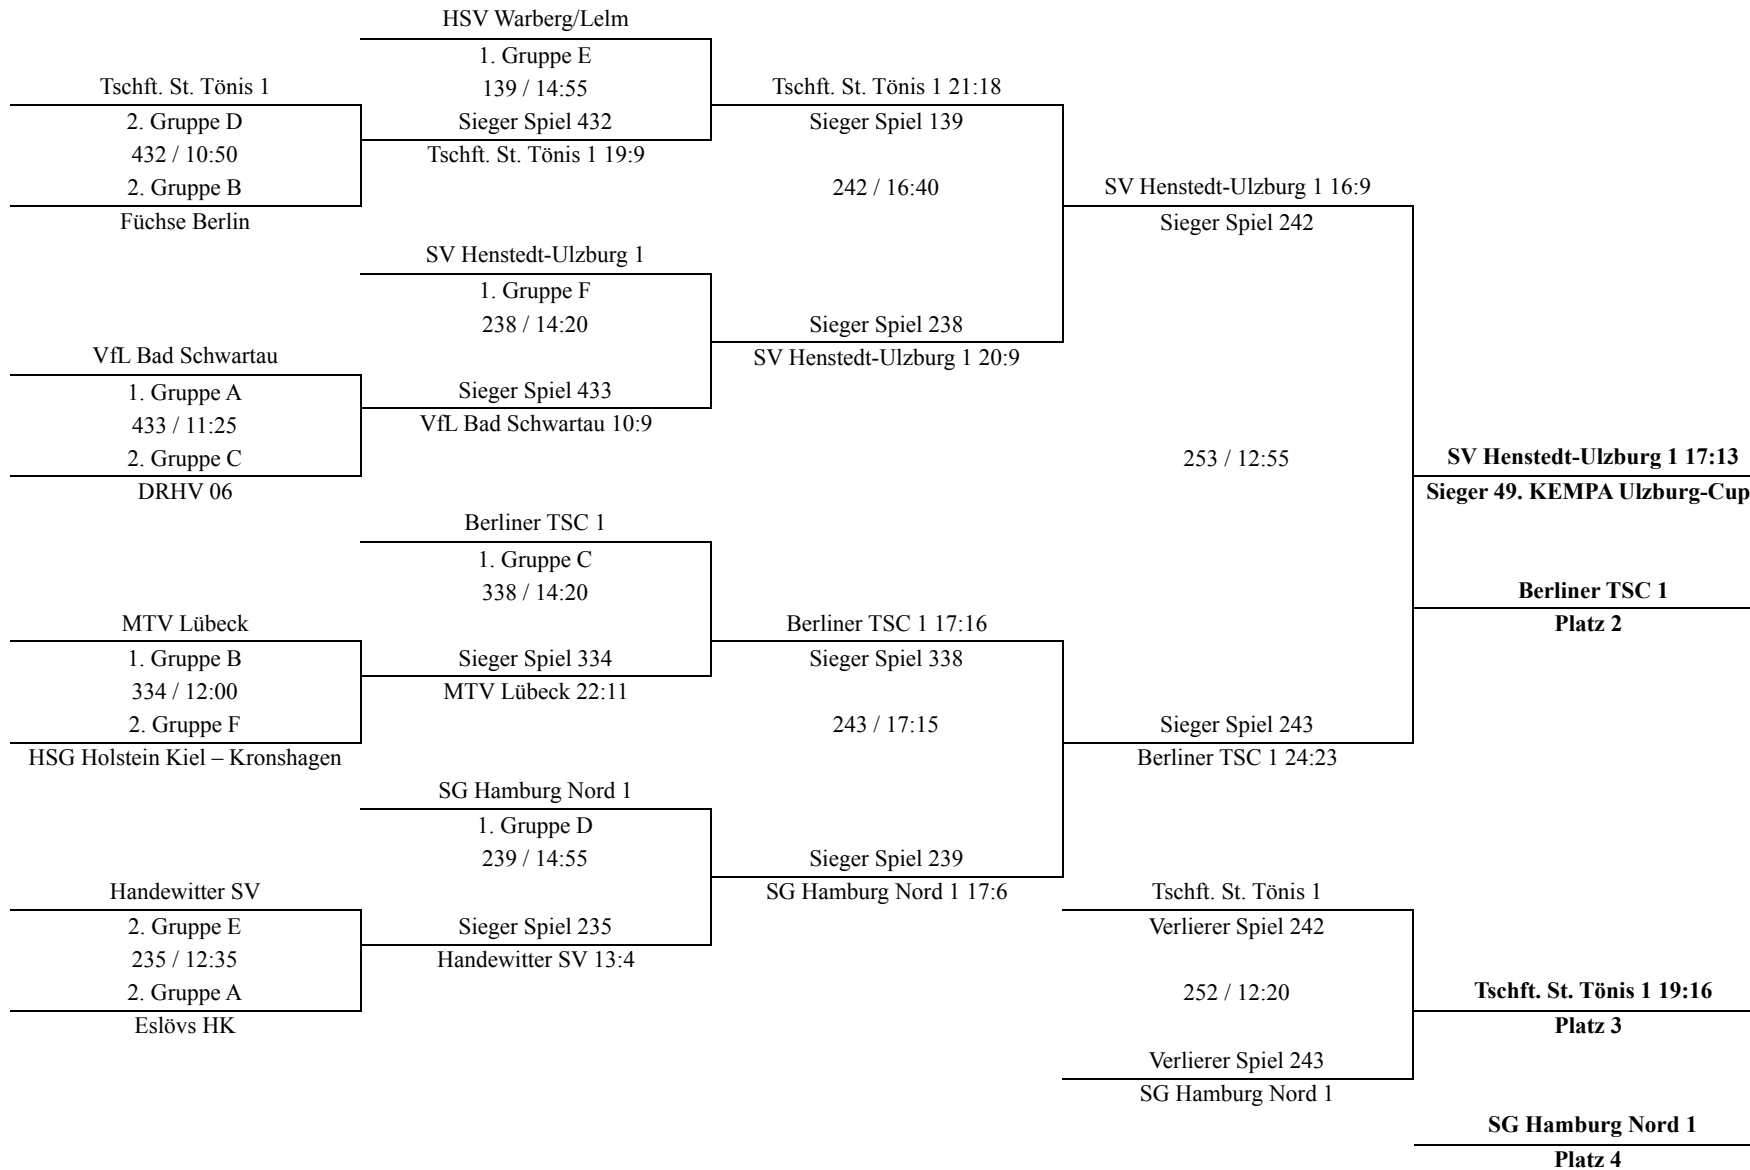 HSV Warberg/Lelm
1. Gruppe E
139 / 14:55
Sieger Spiel 432
Tschft. St. Tönis 1 19:9
Tschft. St. Tönis 1
2. Gruppe D
432 / 10:50
2. Gruppe B
Füchse Berlin
SV Henstedt-Ulzburg 1
1. Gruppe F
238 / 14:20
Sieger Spiel 433
VfL Bad Schwartau 10:9
VfL Bad Schwartau
1. Gruppe A
433 / 11:25
2. Gruppe C
DRHV 06
Berliner TSC 1
1. Gruppe C
338 / 14:20
Sieger Spiel 334
MTV Lübeck 22:11
MTV Lübeck
1. Gruppe B
334 / 12:00
2. Gruppe F
HSG Holstein Kiel – Kronshagen
SG Hamburg Nord 1
1. Gruppe D
239 / 14:55
Sieger Spiel 235
Handewitter SV 13:4
Handewitter SV
2. Gruppe E
235 / 12:35
2. Gruppe A
Eslövs HK
Tschft. St. Tönis 1 21:18
Sieger Spiel 139
242 / 16:40
Sieger Spiel 238
SV Henstedt-Ulzburg 1 20:9
Berliner TSC 1 17:16
Sieger Spiel 338
243 / 17:15
Sieger Spiel 239
SG Hamburg Nord 1 17:6
SV Henstedt-Ulzburg 1 16:9
Sieger Spiel 242
253 / 12:55
Sieger Spiel 243
Berliner TSC 1 24:23
Tschft. St. Tönis 1
Verlierer Spiel 242
252 / 12:20
Verlierer Spiel 243
SG Hamburg Nord 1
SV Henstedt-Ulzburg 1 17:13
Sieger 49. KEMPA Ulzburg-Cup
Berliner TSC 1
Platz 2
Tschft. St. Tönis 1 19:16
Platz 3
SG Hamburg Nord 1
Platz 4